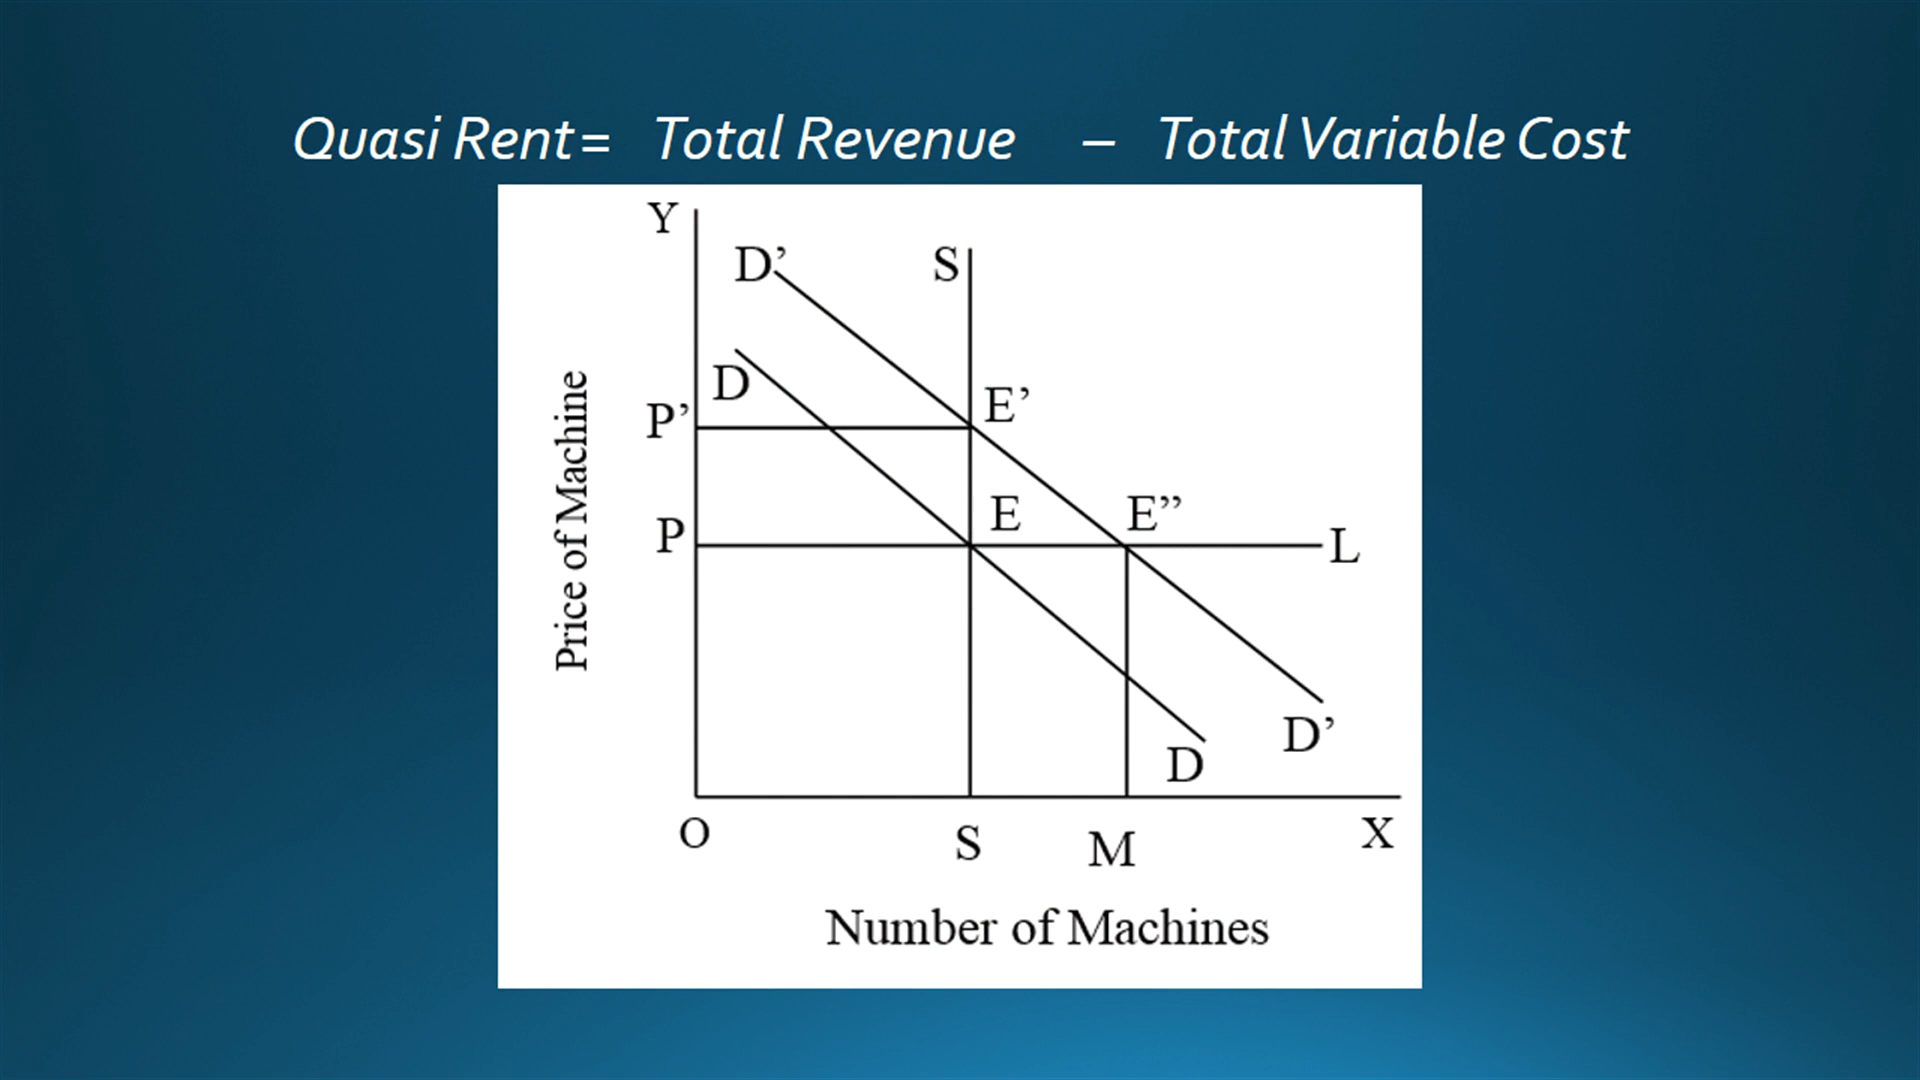 Quasi Rent = Total Revenue – Total Variable Cost
Y
D’
S
D
E’
P’
E
E”
P
L
Price of Machine
D’
D
O
S
M
X
Number of Machines